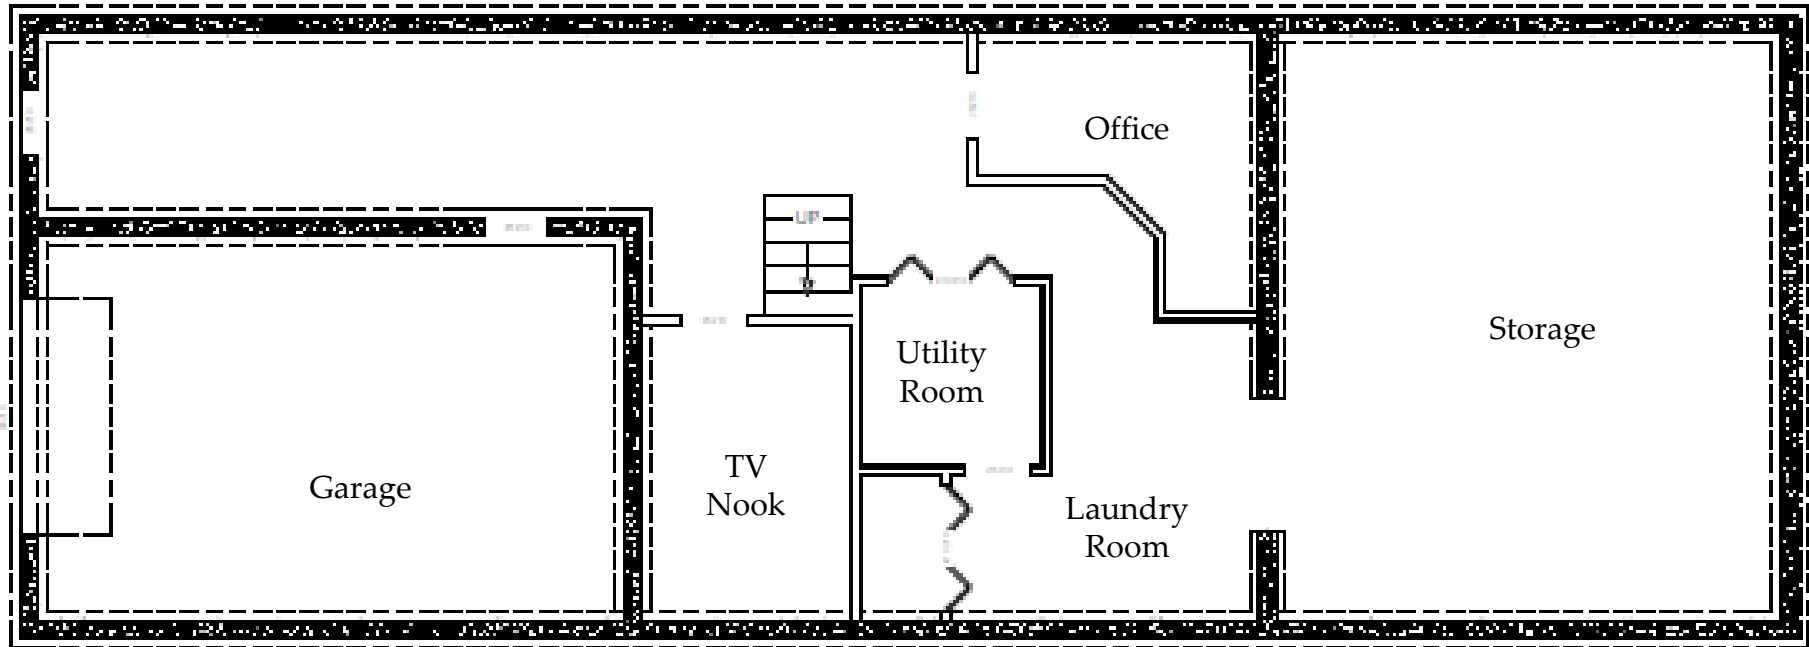 Office
UP
Storage
Utility
Room
TV
Nook
Garage
Laundry
Room